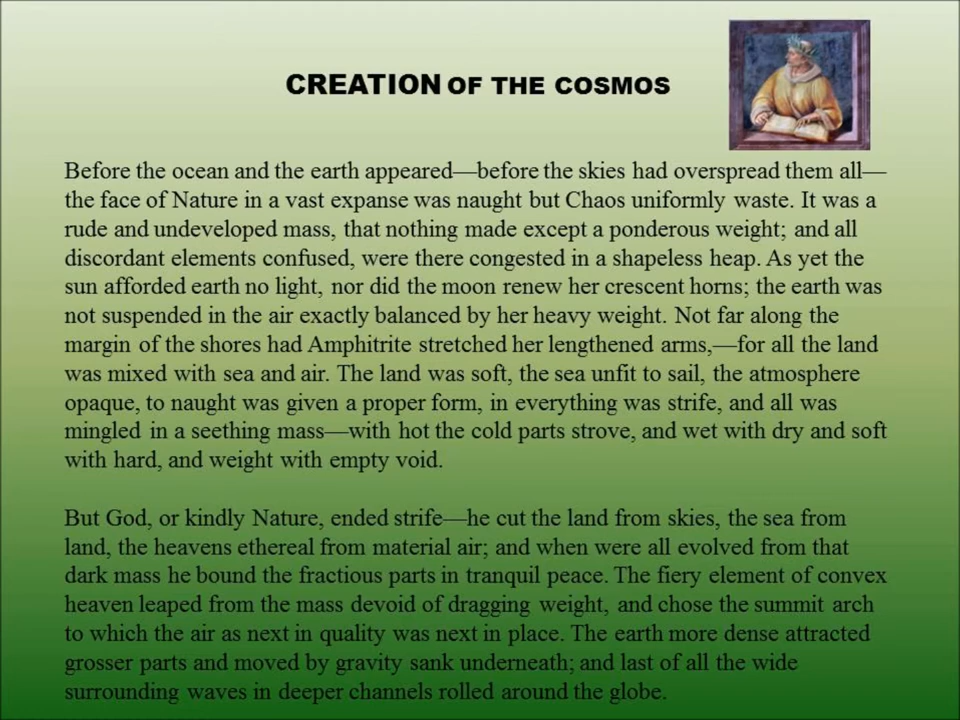 CREATION OF THE COSMOS
Before the ocean and the earth appeared—before the skies had overspread them all—
the face of Nature in a vast expanse was naught but Chaos uniformly waste. It was a
rude and undeveloped mass, that nothing made except a ponderous weight; and all
discordant elements confused, were there congested in a shapeless heap. As yet the
sun afforded earth no light, nor did the moon renew her crescent horns; the earth was
not suspended in the air exactly balanced by her heavy weight. Not far along the
margin of the shores had Amphitrite stretched her lengthened arms,—for all the land
was mixed with sea and air. The land was soft, the sea unfit to sail, the atmosphere
opaque, to naught was given a proper form, in everything was strife, and all was
mingled in a seething mass—with hot the cold parts strove, and wet with dry and soft
with hard, and weight with empty void.
But God, or kindly Nature, ended strife—he cut the land from skies, the sea from
land, the heavens ethereal from material air; and when were all evolved from that
dark mass he bound the fractious parts in tranquil peace. The fiery element of convex
heaven leaped from the mass devoid of dragging weight, and chose the summit arch
to which the air as next in quality was next in place. The earth more dense attracted
grosser parts and moved by gravity sank underneath; and last of all the wide
surrounding waves in deeper channels rolled around the globe.